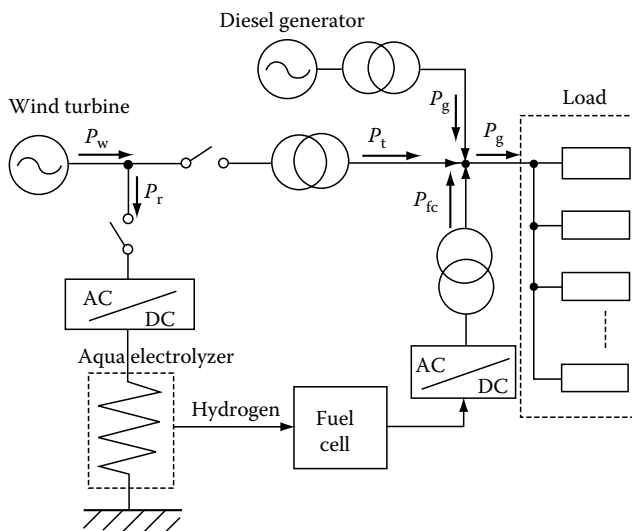 Diesel generator
Wind turbine
P_g
Load
P_w
P_t
P_g
P_r
P_fc
AC
DC
Aqua electrolyzer
AC
DC
Hydrogen
Fuel
cell